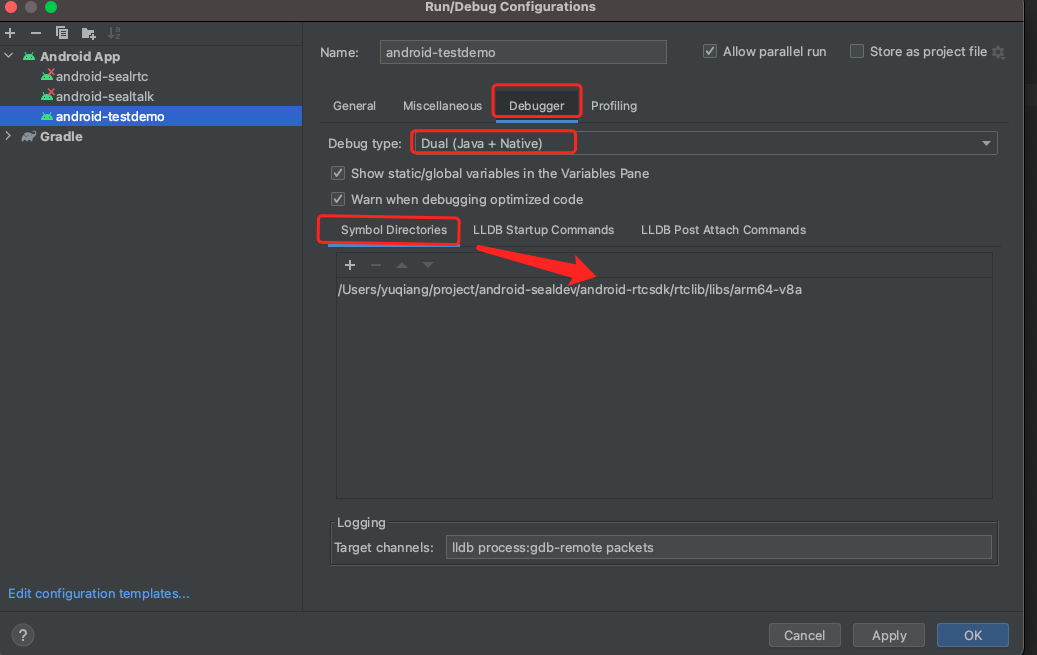 Run/Debug Configurations
Android App
android-sealrtc
android-sealtalk
android-testdemo
Gradle
Edit configuration templates...
Name: android-testdemo
Allow parallel run
Store as project file
General Miscellaneous Debugger Profiling
Debug type: Dual (Java + Native)
Show static/global variables in the Variables Pane
Warn when debugging optimized code
Symbol Directories LLDB Startup Commands LLDB Post Attach Commands
/Users/yuqiang/project/android-sealdev/android-rtcsdk/rtclib/libs/arm64-v8a
Logging
Target channels: lldb process:gdb-remote packets
? Cancel Apply OK